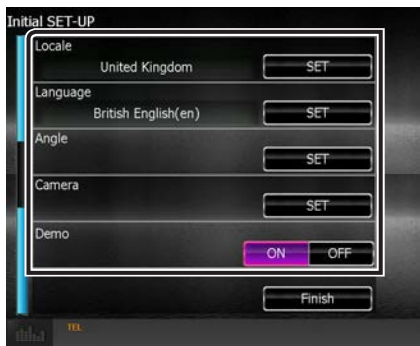 Initial SET-UP
Locale
United Kingdom SET
Language
British English(en) SET
Angle
SET
Camera
SET
Demo
ON OFF
Finish
TEL